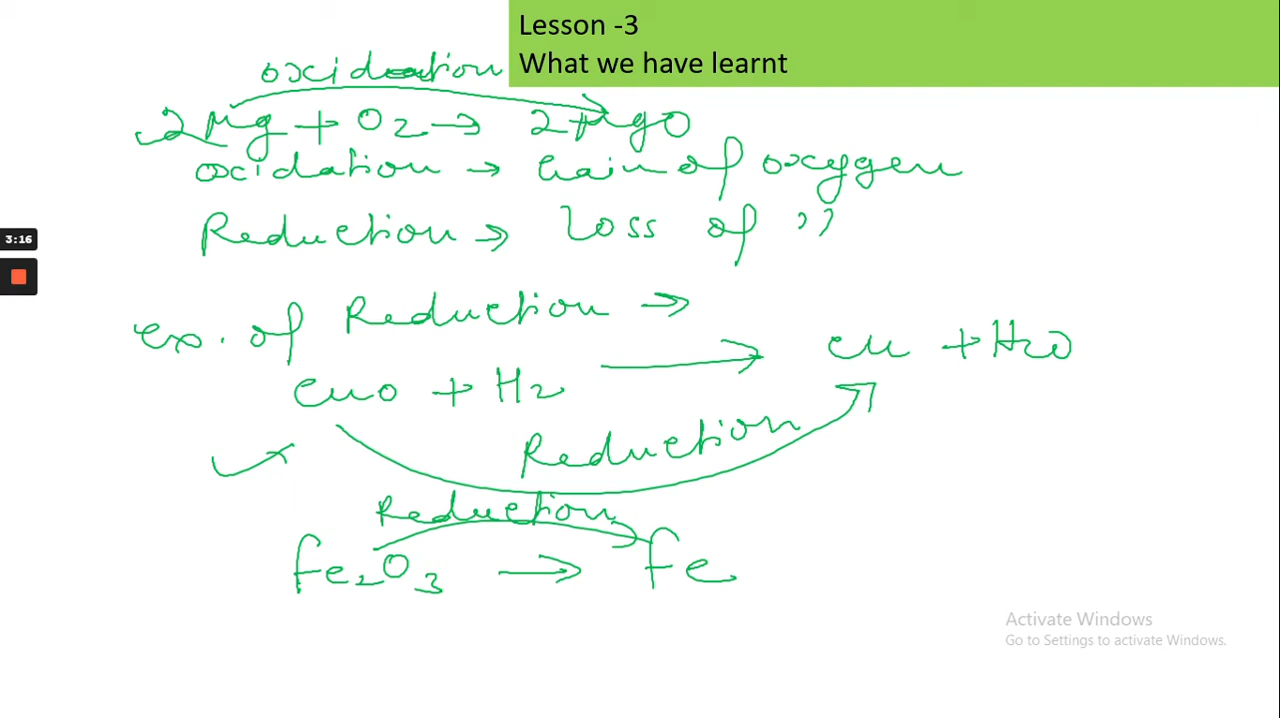 Lesson -3
What we have learnt
oxidation
2Mg + O2 → 2MgO
oxidation → Gain of oxygen
Reduction → loss of ”
3:16
ex. of Reduction →
CuO + H2 → Cu + H2O
Reduction
Reduction
Fe2O3 → Fe
Activate Windows
Go to Settings to activate Windows.